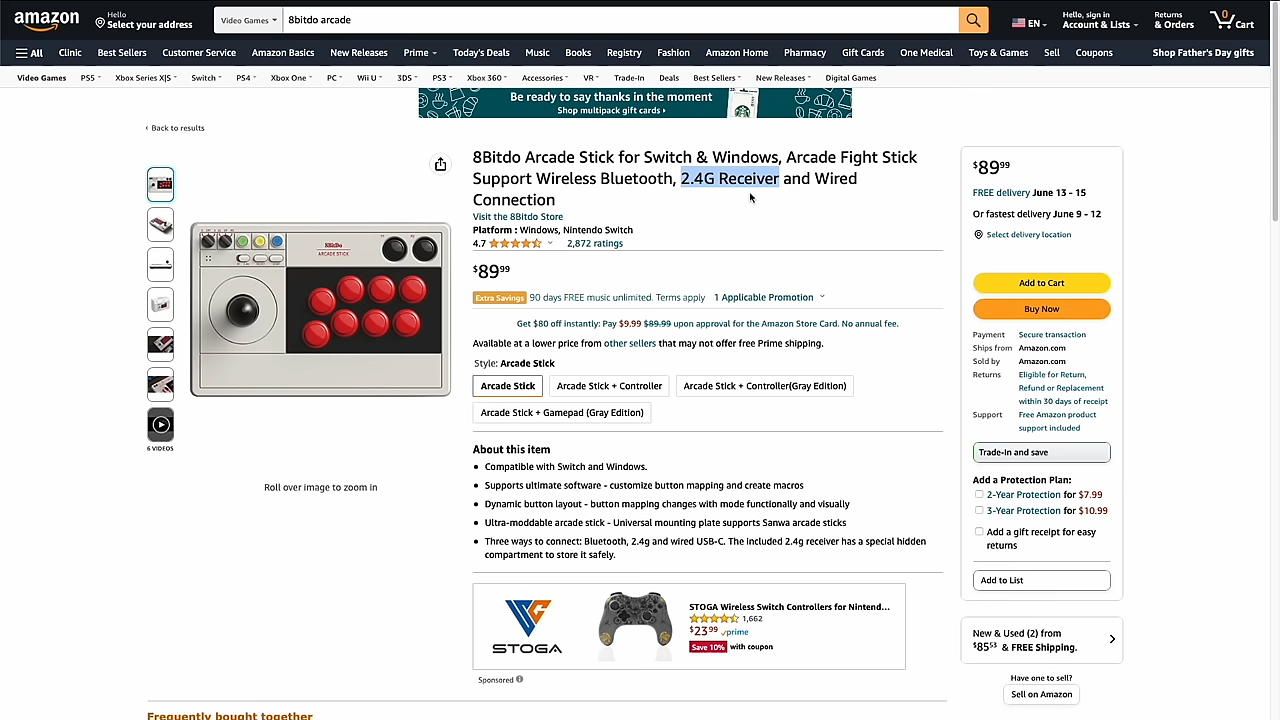 amazon
Hello
Select your address
Video Games
8bitdo arcade
EN
Hello, sign in
Account & Lists
Returns
& Orders
0
Cart
All
Clinic
Best Sellers
Customer Service
Amazon Basics
New Releases
Prime
Today's Deals
Music
Books
Registry
Fashion
Amazon Home
Pharmacy
Gift Cards
One Medical
Toys & Games
Sell
Coupons
Shop Father's Day gifts
Video Games
PS5
Xbox Series X|S
Switch
PS4
Xbox One
PC
Wii U
3DS
PS3
Xbox 360
Accessories
VR
Trade-In
Deals
Best Sellers
New Releases
Digital Games
Be ready to say thanks in the moment
Shop multipack gift cards ›
‹ Back to results
8Bitdo Arcade Stick for Switch & Windows, Arcade Fight Stick
Support Wireless Bluetooth, 2.4G Receiver and Wired
Connection
Visit the 8Bitdo Store
Platform : Windows, Nintendo Switch
4.7
2,872 ratings
$8999
Extra Savings 90 days FREE music unlimited. Terms apply 1 Applicable Promotion
Get $80 off instantly: Pay $9.99 $89.99 upon approval for the Amazon Store Card. No annual fee.
Available at a lower price from other sellers that may not offer free Prime shipping.
Style: Arcade Stick
Arcade Stick
Arcade Stick + Controller
Arcade Stick + Controller(Gray Edition)
Arcade Stick + Gamepad (Gray Edition)
About this item
• Compatible with Switch and Windows.
• Supports ultimate software - customize button mapping and create macros
• Dynamic button layout - button mapping changes with mode functionally and visually
• Ultra-moddable arcade stick - Universal mounting plate supports Sanwa arcade sticks
• Three ways to connect: Bluetooth, 2.4g and wired USB-C. The included 2.4g receiver has a special hidden
compartment to store it safely.
8BitDo
ARCADE STICK
6 VIDEOS
Roll over image to zoom in
STOGA
STOGA Wireless Switch Controllers for Nintend...
1,662
$2399 prime
Save 10% with coupon
Sponsored
Frequently bought together
$8999
FREE delivery June 13 - 15
Or fastest delivery June 9 - 12
Select delivery location
Add to Cart
Buy Now
Payment Secure transaction
Ships from Amazon.com
Sold by Amazon.com
Returns Eligible for Return,
Refund or Replacement
within 30 days of receipt
Support Free Amazon product
support included
Trade-In and save
Add a Protection Plan:
2-Year Protection for $7.99
3-Year Protection for $10.99
Add a gift receipt for easy
returns
Add to List
New & Used (2) from
$8553 & FREE Shipping.
Have one to sell?
Sell on Amazon